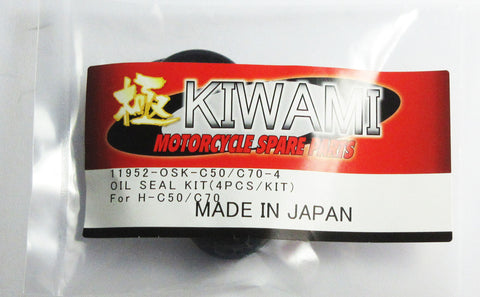 極 KIWAMI
MOTORCYCLE SPARE PARTS
11952-OSK-C50/C70-4
OIL SEAL KIT(4PCS/KIT)
For H-C50/C70
MADE IN JAPAN